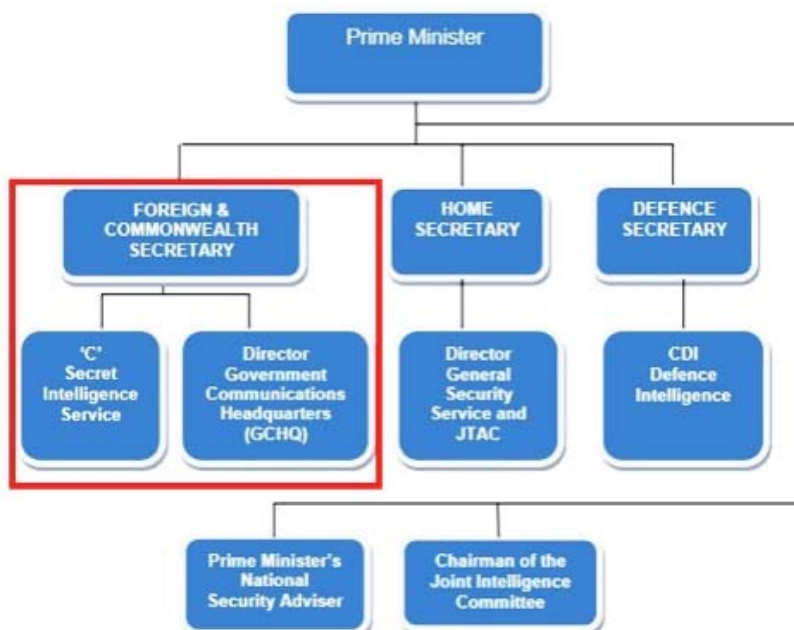 Prime Minister
FOREIGN &
COMMONWEALTH
SECRETARY
HOME
SECRETARY
DEFENCE
SECRETARY
'C'
Secret
Intelligence
Service
Director
Government
Communications
Headquarters
(GCHQ)
Director
General
Security
Service and
JTAC
CDI
Defence
Intelligence
Prime Minister's
National
Security Adviser
Chairman of the
Joint Intelligence
Committee